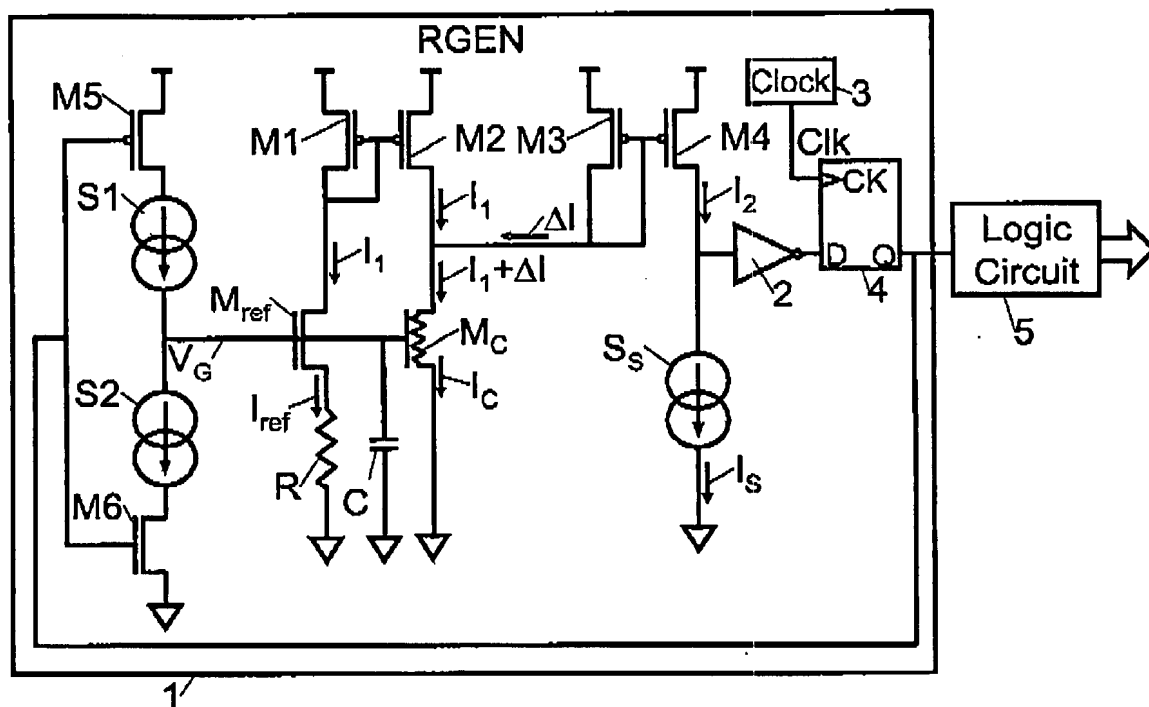 RGEN
M5
M1
M2
M3
M4
Clock
3
Clk
CK
D
Q
4
S1
I1
ΔI
I2
2
Logic
Circuit
5
I1
I1+ΔI
Mref
MC
VG
S2
Iref
IC
SS
R
C
IS
M6
1